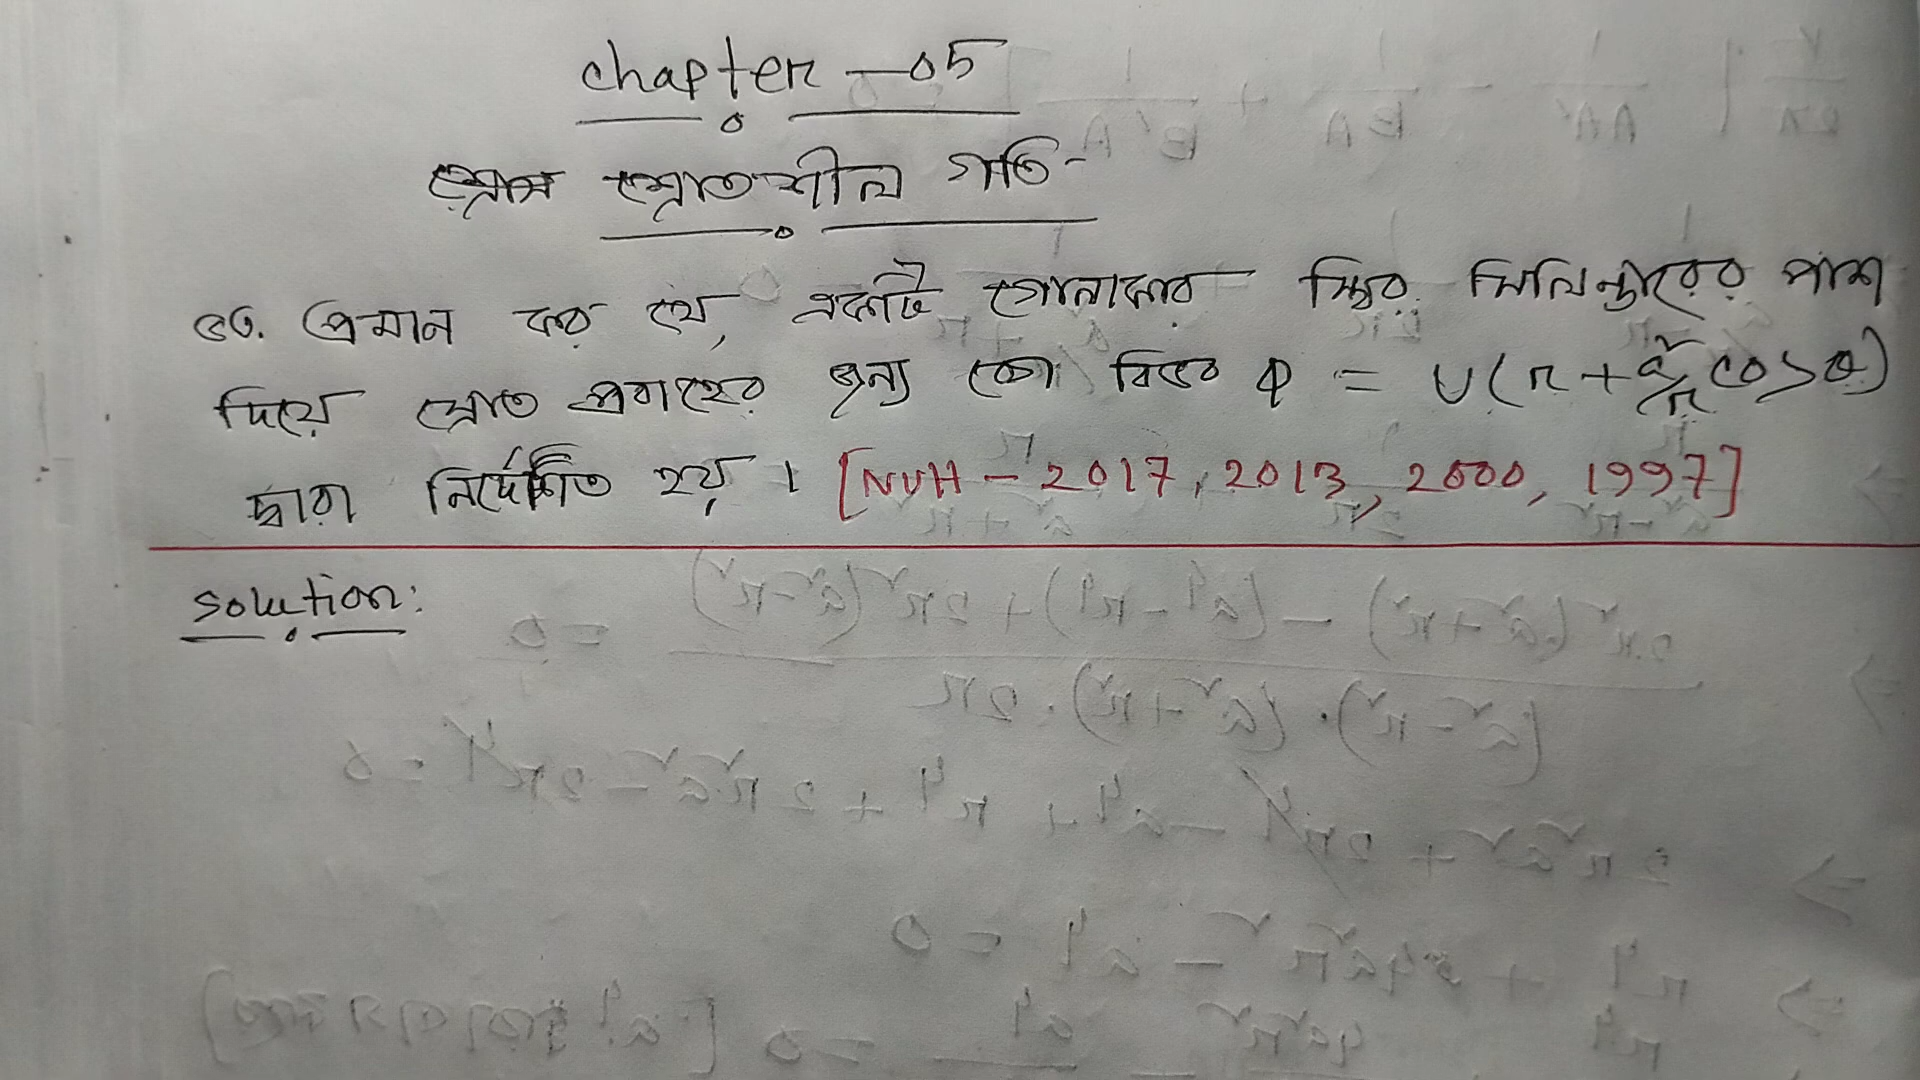 chapter - 05
স্রোতশীল গতি -
৩৩. প্রমান কর যে, একটি গোলাকার স্থির সিলিন্ডারের পাশ
দিয়ে স্রোত প্রবাহের জন্য বেগ বিভব φ = U(r + a²/r cosθ)
দ্বারা নির্দেশিত হয়। [NUH - 2017, 2013, 2000, 1997]
Solution: